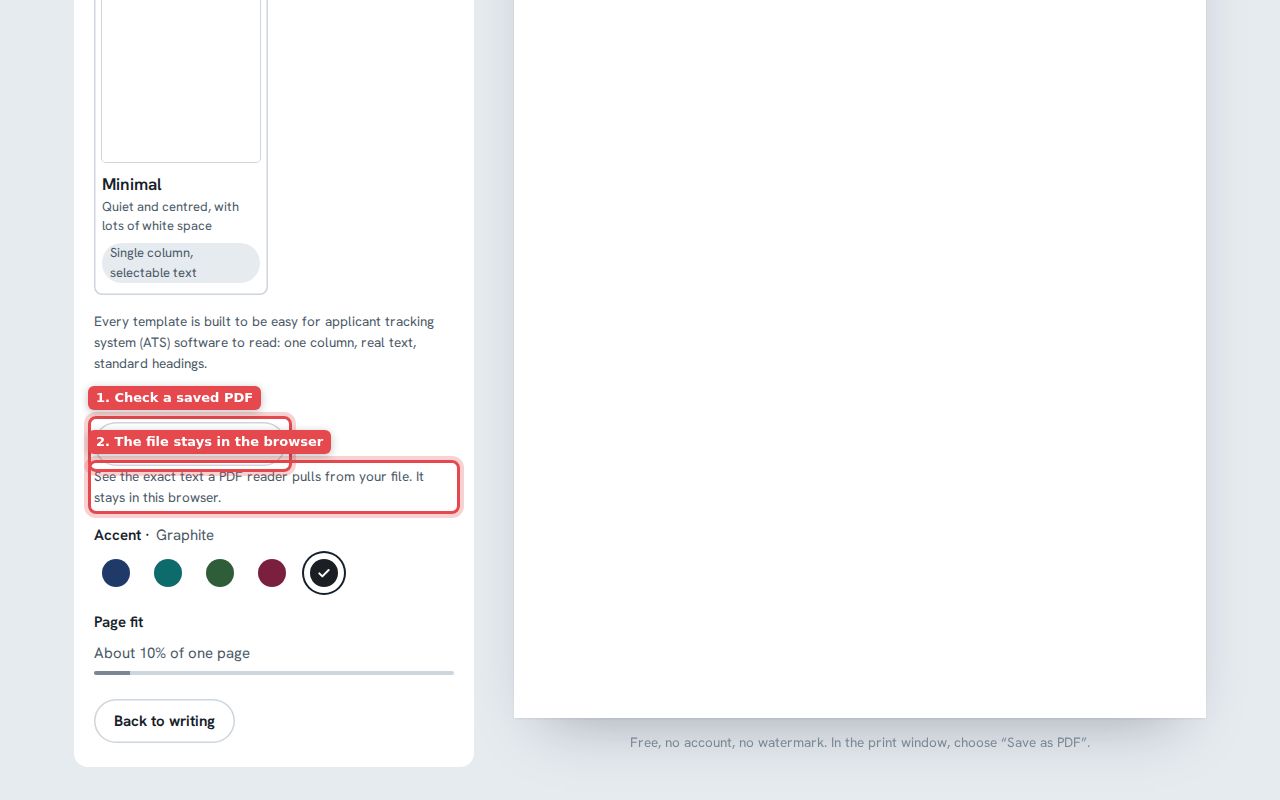 Minimal
Quiet and centred, with
lots of white space
Single column,
selectable text
Every template is built to be easy for applicant tracking
system (ATS) software to read: one column, real text,
standard headings.
1. Check a saved PDF
2. The file stays in the browser
See the exact text a PDF reader pulls from your file. It
stays in this browser.
Accent · Graphite
Page fit
About 10% of one page
Back to writing
Free, no account, no watermark. In the print window, choose “Save as PDF”.